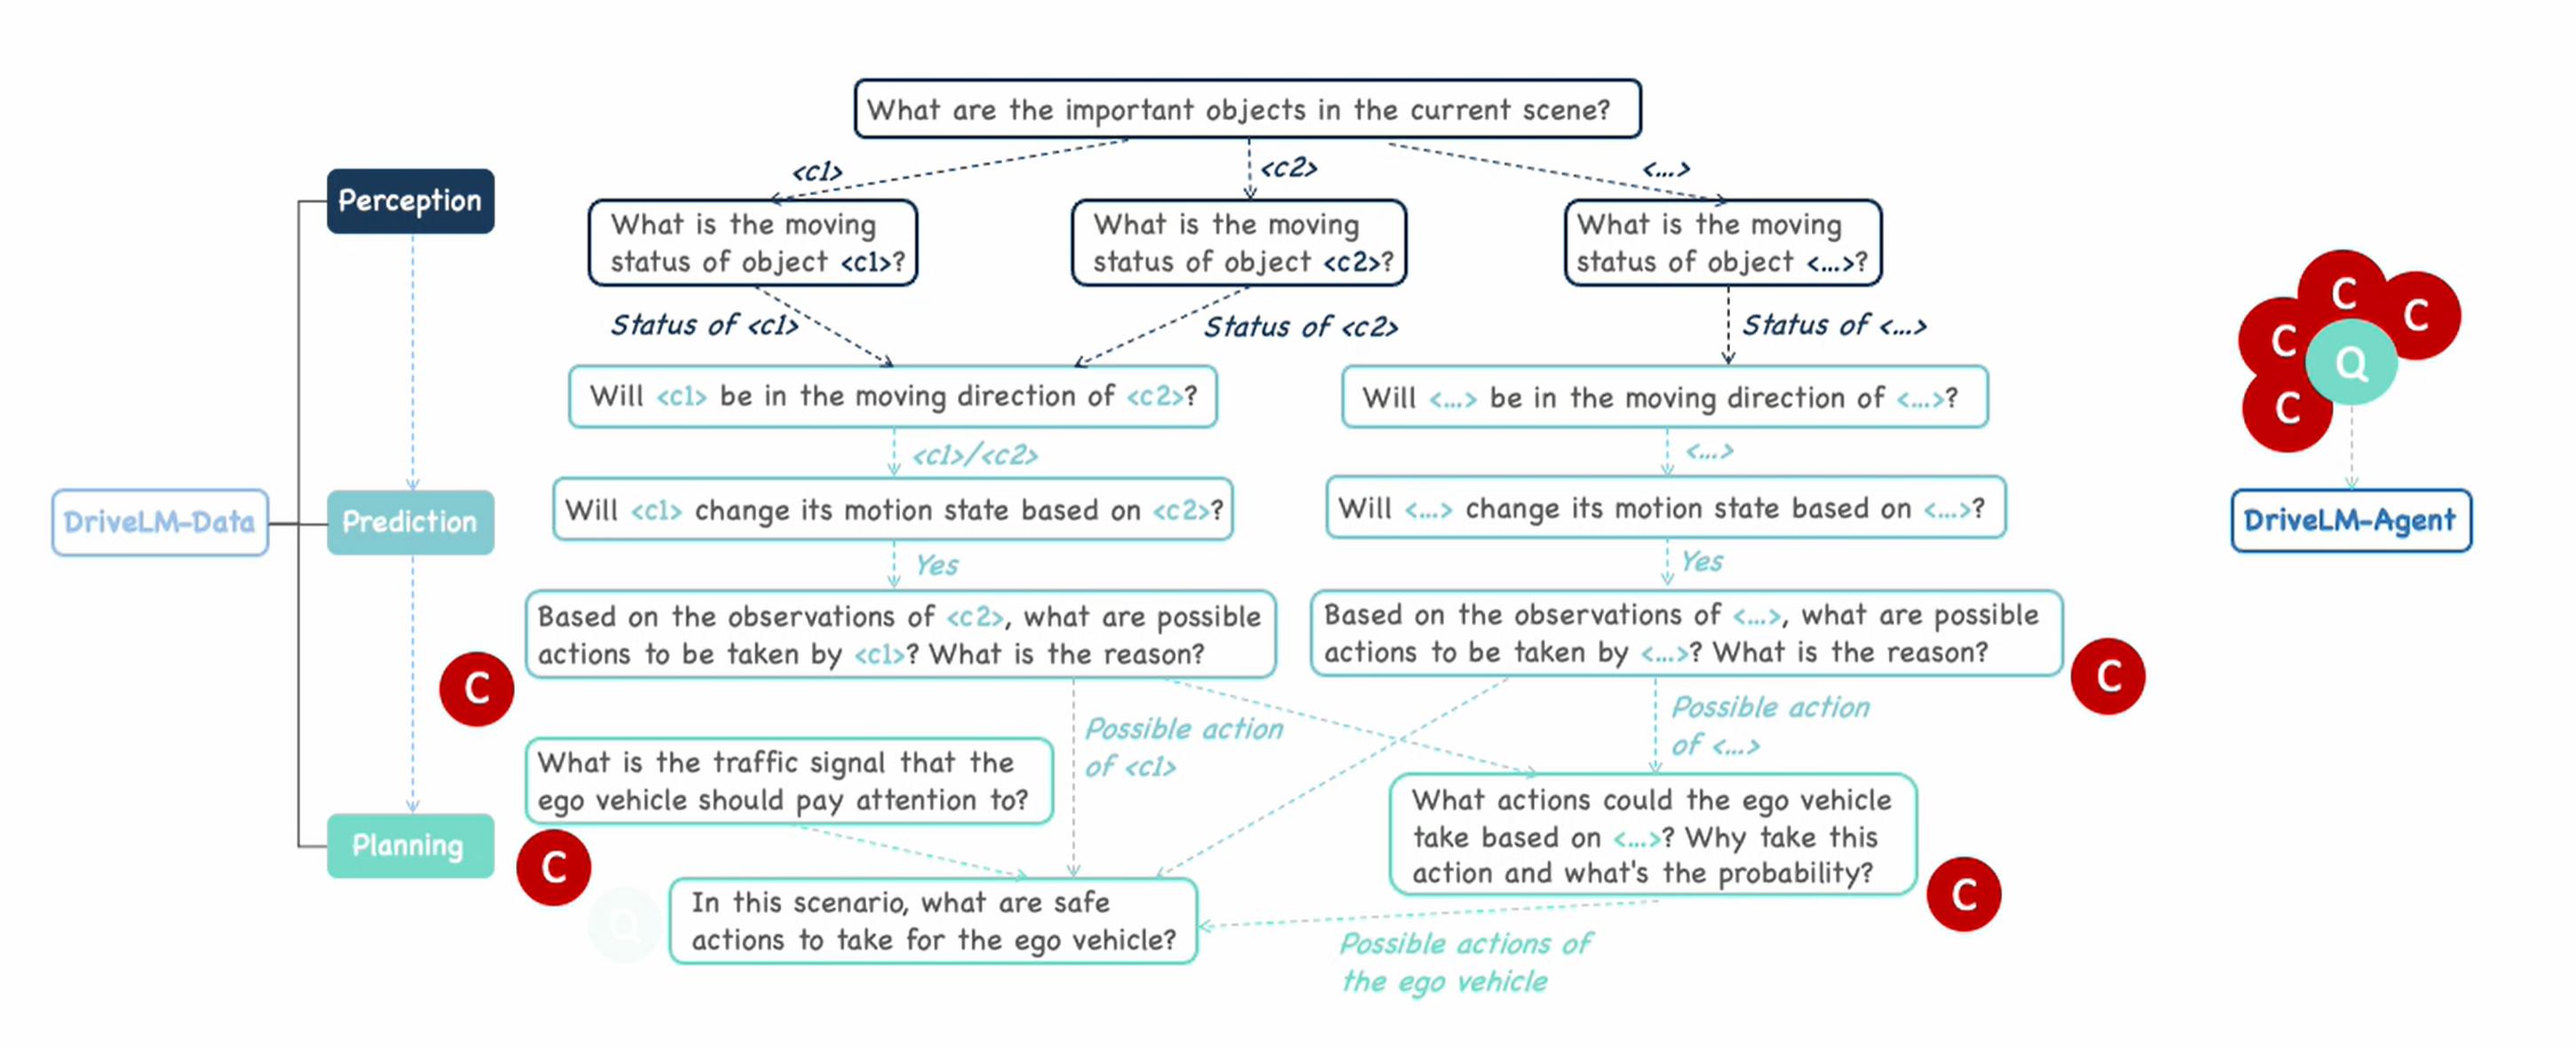 What are the important objects in the current scene?
<c1>
<c2>
<...>
Perception
What is the moving
status of object <c1>?
What is the moving
status of object <c2>?
What is the moving
status of object <...>?
Status of <c1>
Status of <c2>
Status of <...>
Will <c1> be in the moving direction of <c2>?
Will <...> be in the moving direction of <...>?
<c1>/<c2>
<...>
DriveLM-Data
Prediction
Will <c1> change its motion state based on <c2>?
Will <...> change its motion state based on <...>?
Yes
Yes
Based on the observations of <c2>, what are possible
actions to be taken by <c1>? What is the reason?
Based on the observations of <...>, what are possible
actions to be taken by <...>? What is the reason?
C
C
Possible action
of <c1>
Possible action
of <...>
What is the traffic signal that the
ego vehicle should pay attention to?
What actions could the ego vehicle
take based on <...>? Why take this
action and what's the probability?
Planning
C
C
Q
In this scenario, what are safe
actions to take for the ego vehicle?
Possible actions of
the ego vehicle
C
C
C
Q
C
DriveLM-Agent